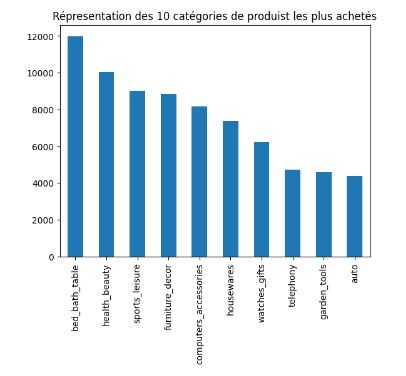 Réprésentation des 10 catégories de produist les plus achetés
12000
10000
8000
6000
4000
2000
0
bed_bath_table
health_beauty
sports_leisure
furniture_decor
computers_accessories
housewares
watches_gifts
telephony
garden_tools
auto